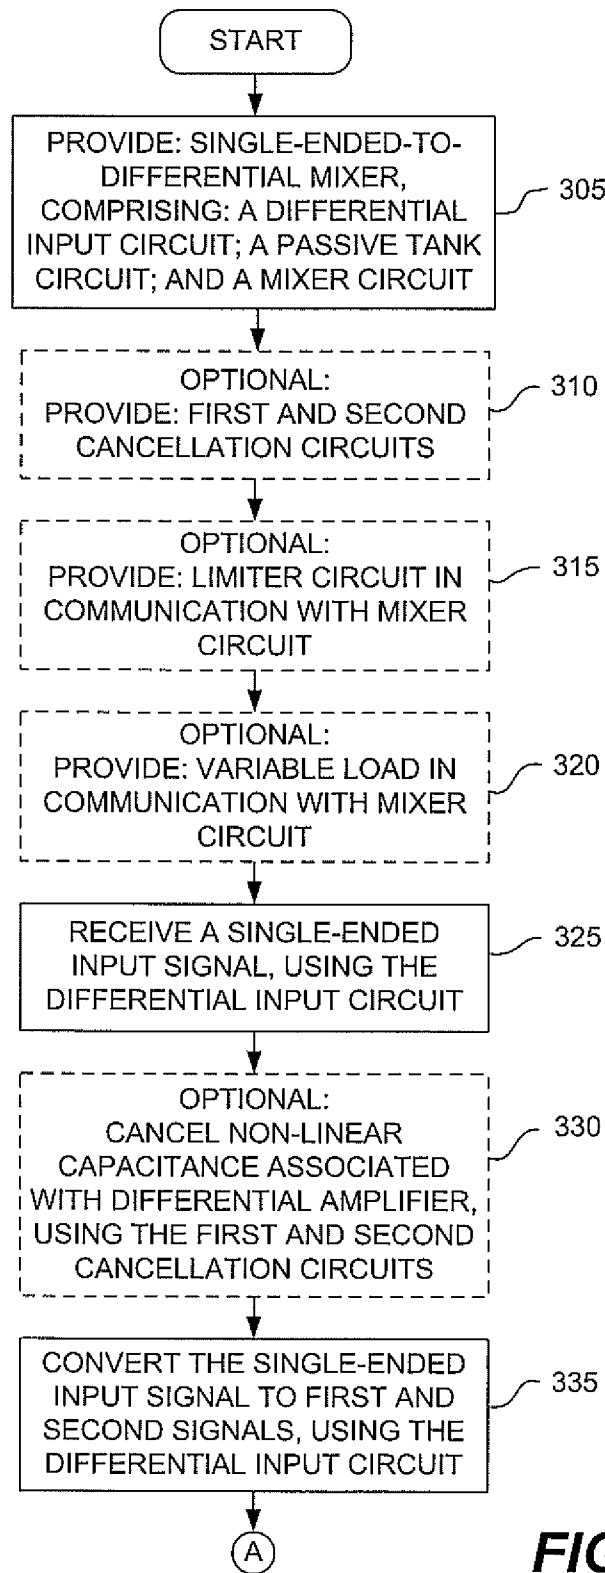 START
PROVIDE: SINGLE-ENDED-TO-
DIFFERENTIAL MIXER,
COMPRISING: A DIFFERENTIAL
INPUT CIRCUIT; A PASSIVE TANK
CIRCUIT; AND A MIXER CIRCUIT
305
OPTIONAL:
PROVIDE: FIRST AND SECOND
CANCELLATION CIRCUITS
310
OPTIONAL:
PROVIDE: LIMITER CIRCUIT IN
COMMUNICATION WITH MIXER
CIRCUIT
315
OPTIONAL:
PROVIDE: VARIABLE LOAD IN
COMMUNICATION WITH MIXER
CIRCUIT
320
RECEIVE A SINGLE-ENDED
INPUT SIGNAL, USING THE
DIFFERENTIAL INPUT CIRCUIT
325
OPTIONAL:
CANCEL NON-LINEAR
CAPACITANCE ASSOCIATED
WITH DIFFERENTIAL AMPLIFIER,
USING THE FIRST AND SECOND
CANCELLATION CIRCUITS
330
CONVERT THE SINGLE-ENDED
INPUT SIGNAL TO FIRST AND
SECOND SIGNALS, USING THE
DIFFERENTIAL INPUT CIRCUIT
335
A
FIG